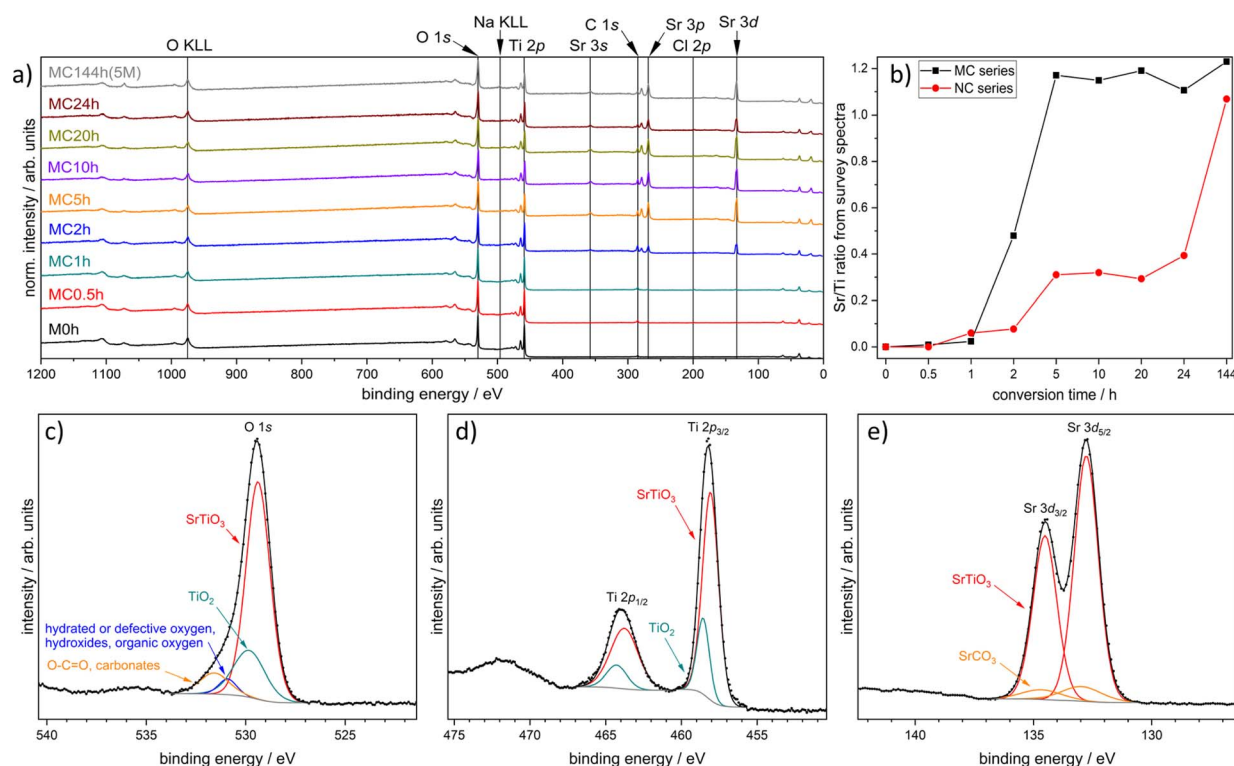 a)
O KLL
O 1s
Na KLL
Ti 2p
Sr 3s
C 1s
Sr 3p
Cl 2p
Sr 3d
MC144h(5M)
MC24h
MC20h
MC10h
MC5h
MC2h
MC1h
MC0.5h
M0h
norm. intensity / arb. units
1200 1100 1000 900 800 700 600 500 400 300 200 100 0
binding energy / eV
b)
MC series
NC series
Sr/Ti ratio from survey spectra
1.2
1.0
0.8
0.6
0.4
0.2
0.0
0 0.5 1 2 5 10 20 24 144
conversion time / h
c)
O 1s
SrTiO₃
TiO₂
hydrated or defective oxygen,
hydroxides, organic oxygen
O-C=O, carbonates
intensity / arb. units
540 535 530 525
binding energy / eV
d)
Ti 2p₃/₂
SrTiO₃
Ti 2p₁/₂
TiO₂
intensity / arb. units
475 470 465 460 455
binding energy / eV
e)
Sr 3d₅/₂
Sr 3d₃/₂
SrTiO₃
SrCO₃
intensity / arb. units
140 135 130
binding energy / eV